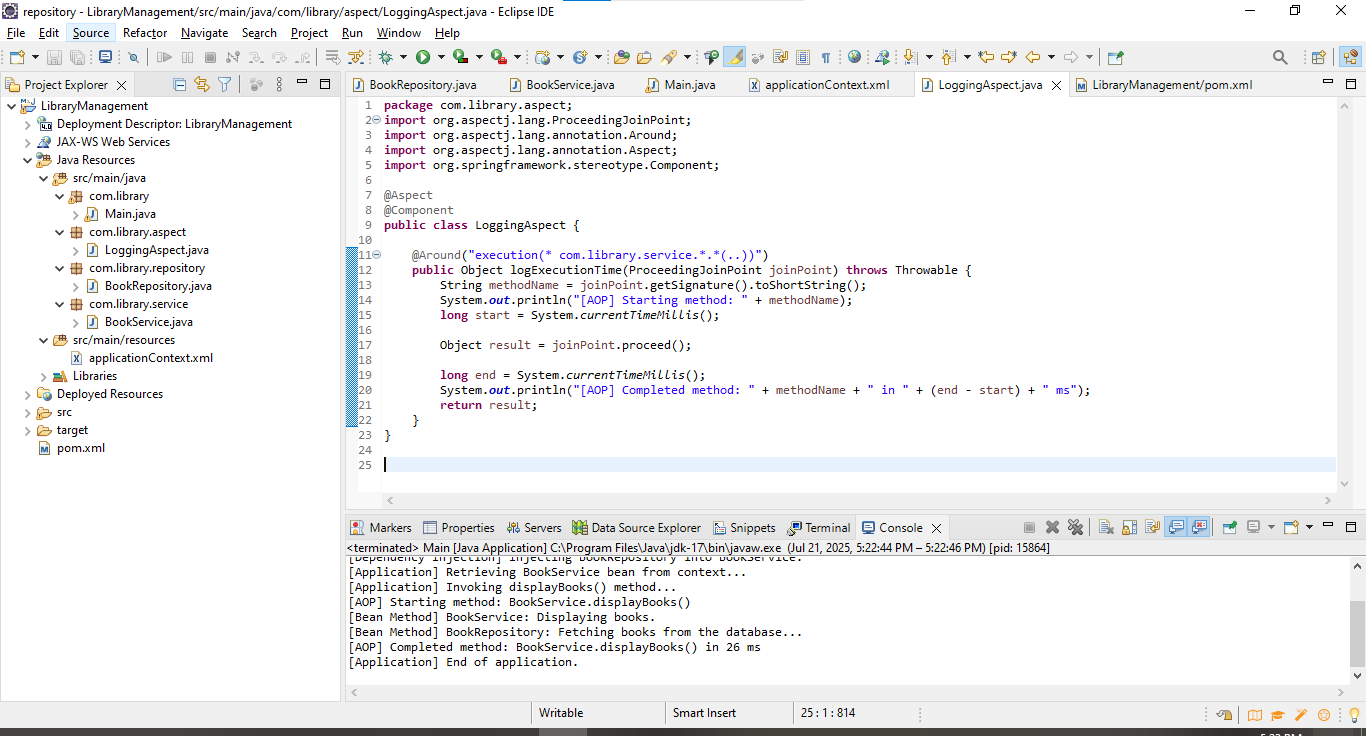 repository - LibraryManagement/src/main/java/com/library/aspect/LoggingAspect.java - Eclipse IDE
File Edit Source Refactor Navigate Search Project Run Window Help
Project Explorer
BookRepository.java BookService.java Main.java applicationContext.xml LoggingAspect.java LibraryManagement/pom.xml
LibraryManagement
Deployment Descriptor: LibraryManagement
JAX-WS Web Services
Java Resources
src/main/java
com.library
Main.java
com.library.aspect
LoggingAspect.java
com.library.repository
BookRepository.java
com.library.service
BookService.java
src/main/resources
applicationContext.xml
Libraries
Deployed Resources
src
target
pom.xml
1 package com.library.aspect;
2 import org.aspectj.lang.ProceedingJoinPoint;
3 import org.aspectj.lang.annotation.Around;
4 import org.aspectj.lang.annotation.Aspect;
5 import org.springframework.stereotype.Component;
6
7 @Aspect
8 @Component
9 public class LoggingAspect {
10
11 @Around("execution(* com.library.service.*.*(..))")
12 public Object logExecutionTime(ProceedingJoinPoint joinPoint) throws Throwable {
13 String methodName = joinPoint.getSignature().toShortString();
14 System.out.println("[AOP] Starting method: " + methodName);
15 long start = System.currentTimeMillis();
16
17 Object result = joinPoint.proceed();
18
19 long end = System.currentTimeMillis();
20 System.out.println("[AOP] Completed method: " + methodName + " in " + (end - start) + " ms");
21 return result;
22 }
23 }
24
25
Markers Properties Servers Data Source Explorer Snippets Terminal Console
<terminated> Main [Java Application] C:\Program Files\Java\jdk-17\bin\javaw.exe (Jul 21, 2025, 5:22:44 PM – 5:22:46 PM) [pid: 15864]
[Dependency Injection] Injecting BookRepository into BookService.
[Application] Retrieving BookService bean from context...
[Application] Invoking displayBooks() method...
[AOP] Starting method: BookService.displayBooks()
[Bean Method] BookService: Displaying books.
[Bean Method] BookRepository: Fetching books from the database...
[AOP] Completed method: BookService.displayBooks() in 26 ms
[Application] End of application.
Writable Smart Insert 25 : 1 : 814